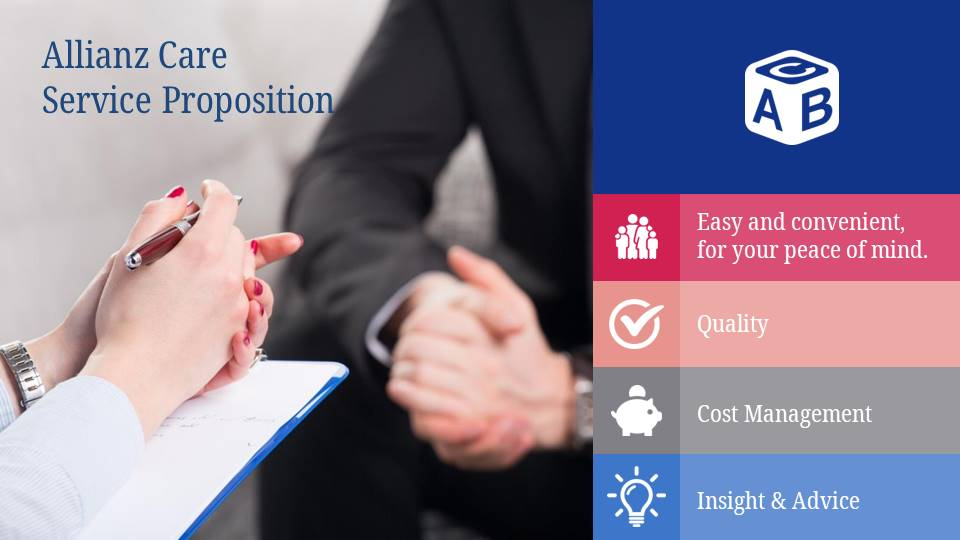 Allianz Care
Service Proposition
C
A B
Easy and convenient,
for your peace of mind.
Quality
Cost Management
Insight & Advice